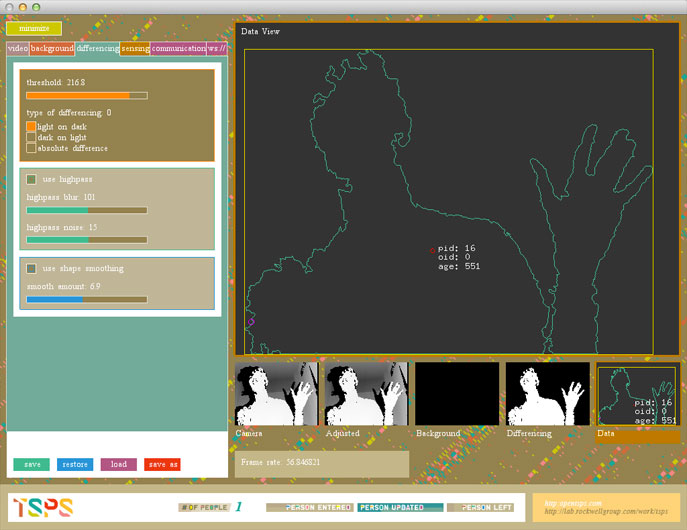 minimize
video background differencing sensing communication ws://
threshold: 216.8
type of differencing: 0
light on dark
dark on light
absolute difference
use highpass
highpass blur: 101
highpass noise: 15
use shape smoothing
smooth amount: 6.9
save restore load save as
Data View
pid: 16
oid: 0
age: 551
Camera Adjusted Background Differencing Data
pid: 16
oid: 0
age: 551
Frame rate: 56.846821
TSPS
# OF PEOPLE 1 PERSON ENTERED PERSON UPDATED PERSON LEFT
http://opentsps.com
http://lab.rockwellgroup.com/work/tsps